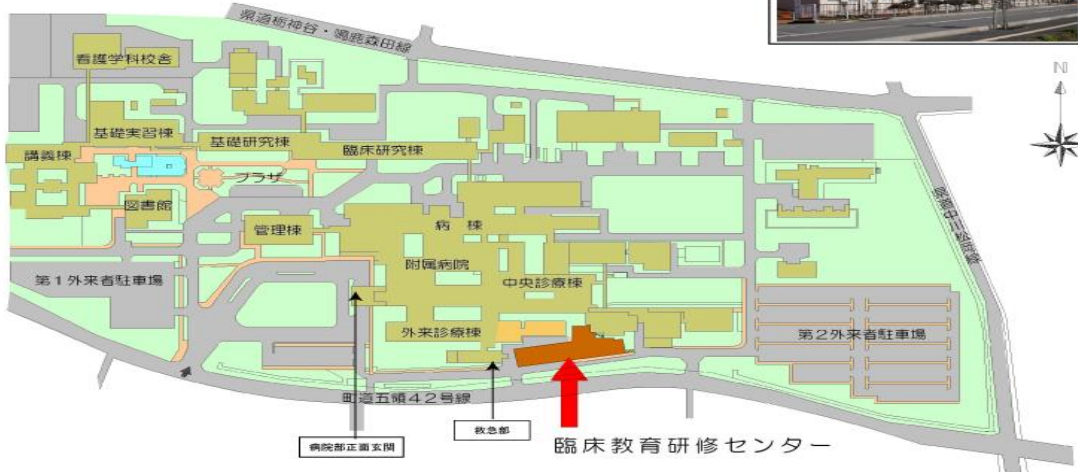 県道栃神谷・鳴鹿森田線
N
看護学科校舎
基礎実習棟
基礎研究棟
臨床研究棟
講義棟
プラザ
図書館
管理棟
病棟
附属病院
中央診療棟
第1外来者駐車場
外来診療棟
第2外来者駐車場
町道五領42号線
救急部
病院部正面玄関
臨床教育研修センター